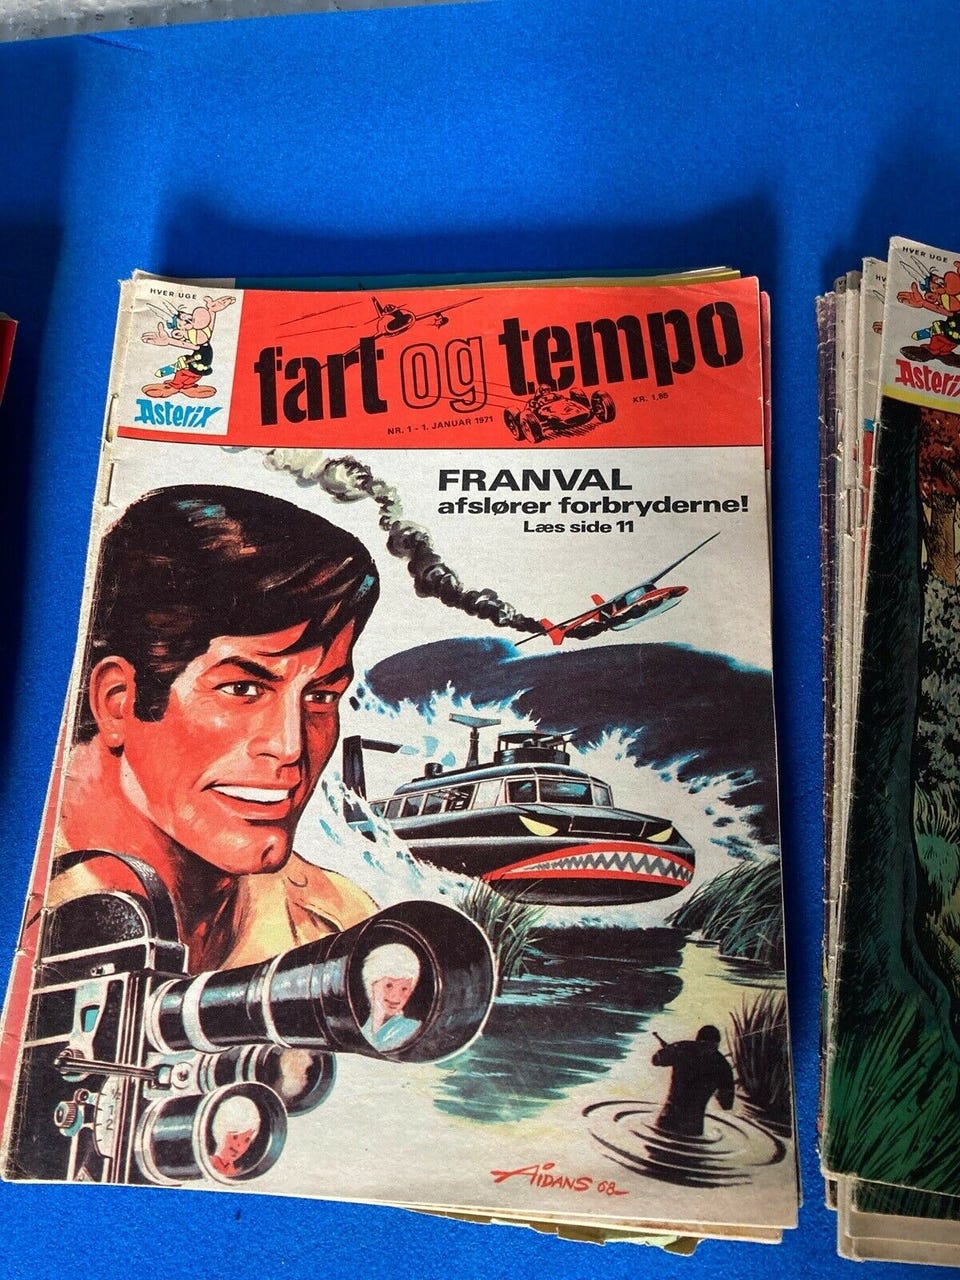 HVER UGE
Asterix
fart og tempo
NR. 1 - 1. JANUAR 1971
KR. 1,85
FRANVAL
afslører forbryderne!
Læs side 11
AIDANS 68
HVER UGE
Asterix